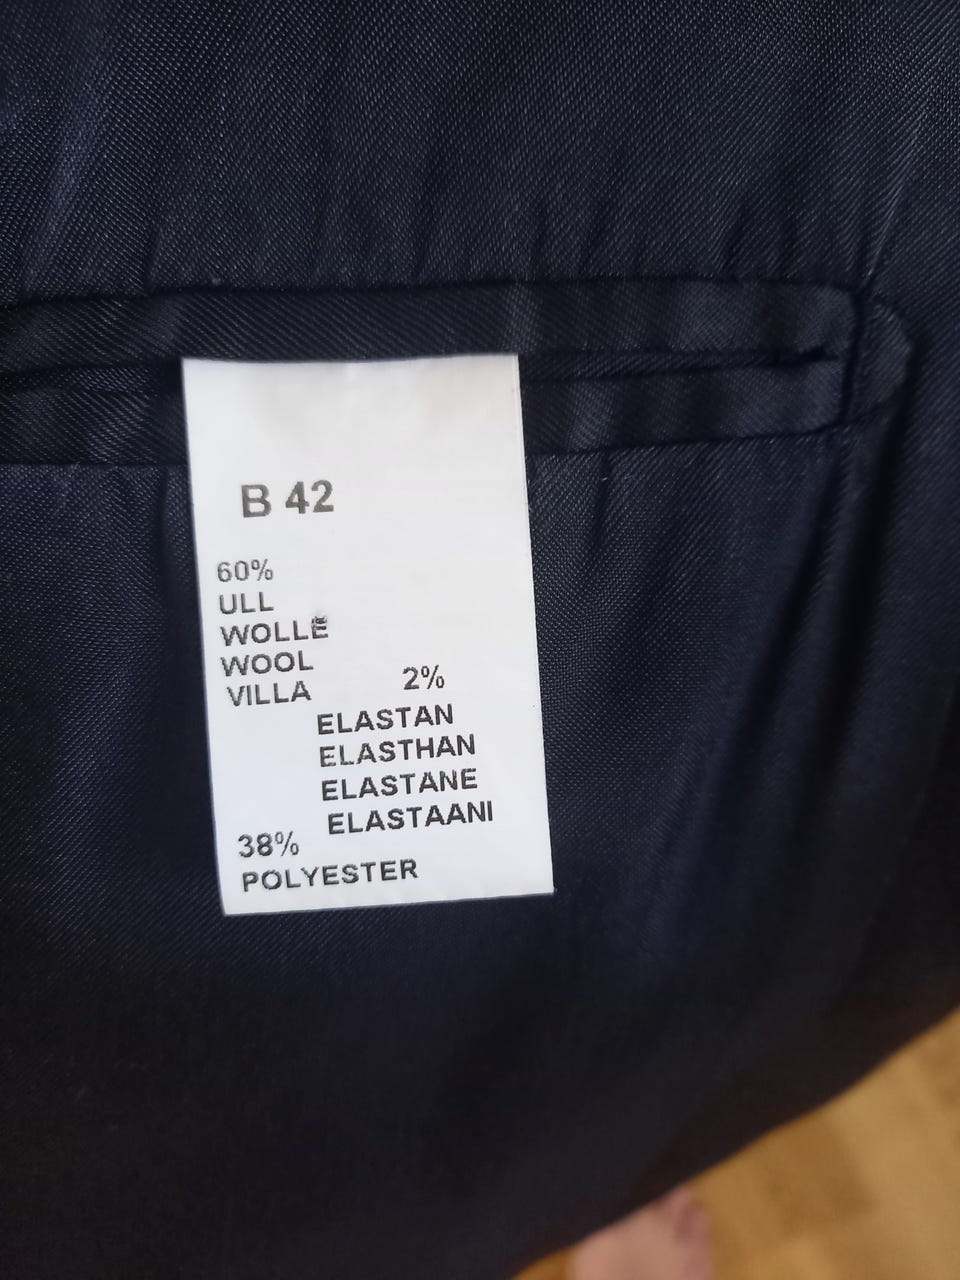 B 42
60%
ULL
WOLLE
WOOL
VILLA
2%
ELASTAN
ELASTHAN
ELASTANE
ELASTAANI
38%
POLYESTER